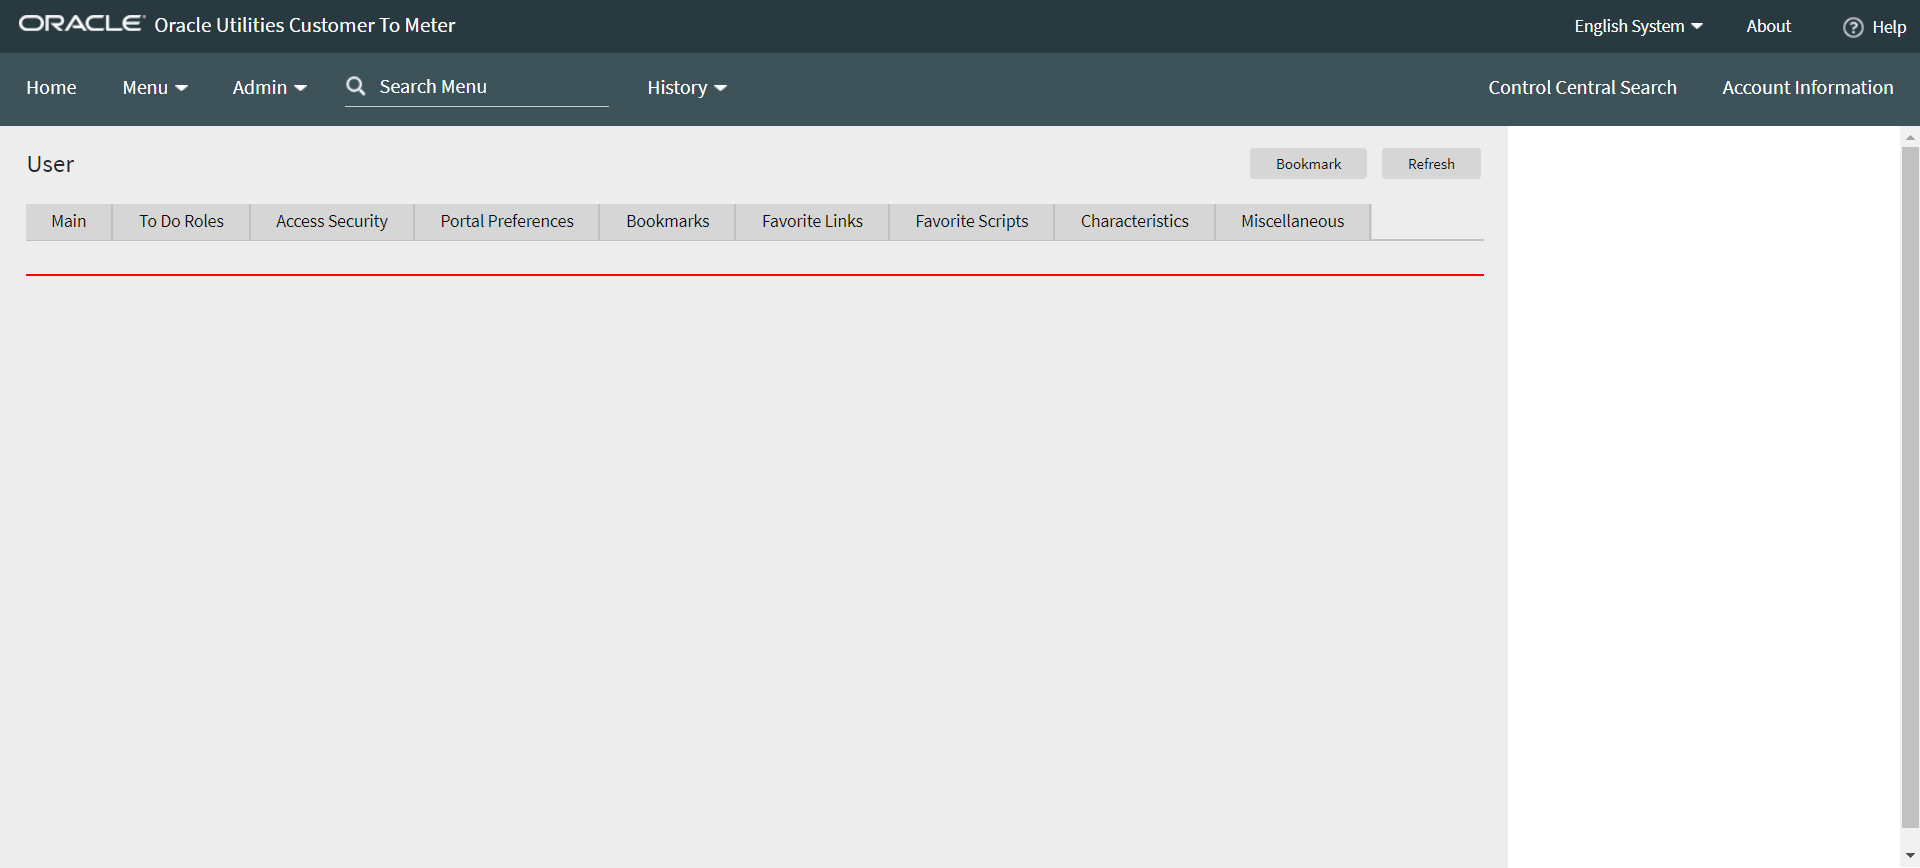 ORACLE Oracle Utilities Customer To Meter English System About Help
Home Menu Admin Search Menu History Control Central Search Account Information
User Bookmark Refresh
Main To Do Roles Access Security Portal Preferences Bookmarks Favorite Links Favorite Scripts Characteristics Miscellaneous